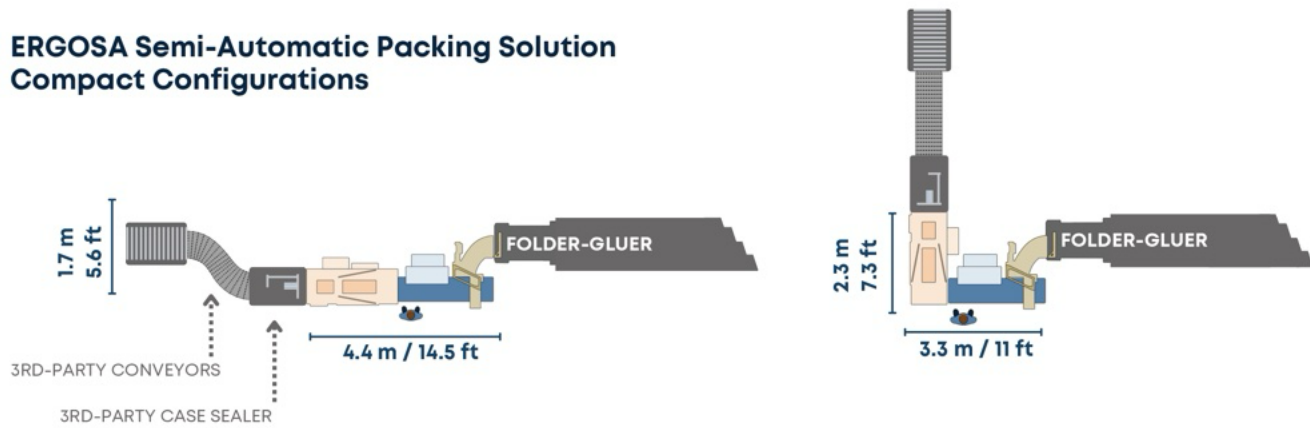 ERGOSA Semi-Automatic Packing Solution
Compact Configurations
1.7 m
5.6 ft
FOLDER-GLUER
4.4 m / 14.5 ft
3RD-PARTY CONVEYORS
3RD-PARTY CASE SEALER
2.3 m
7.3 ft
FOLDER-GLUER
3.3 m / 11 ft